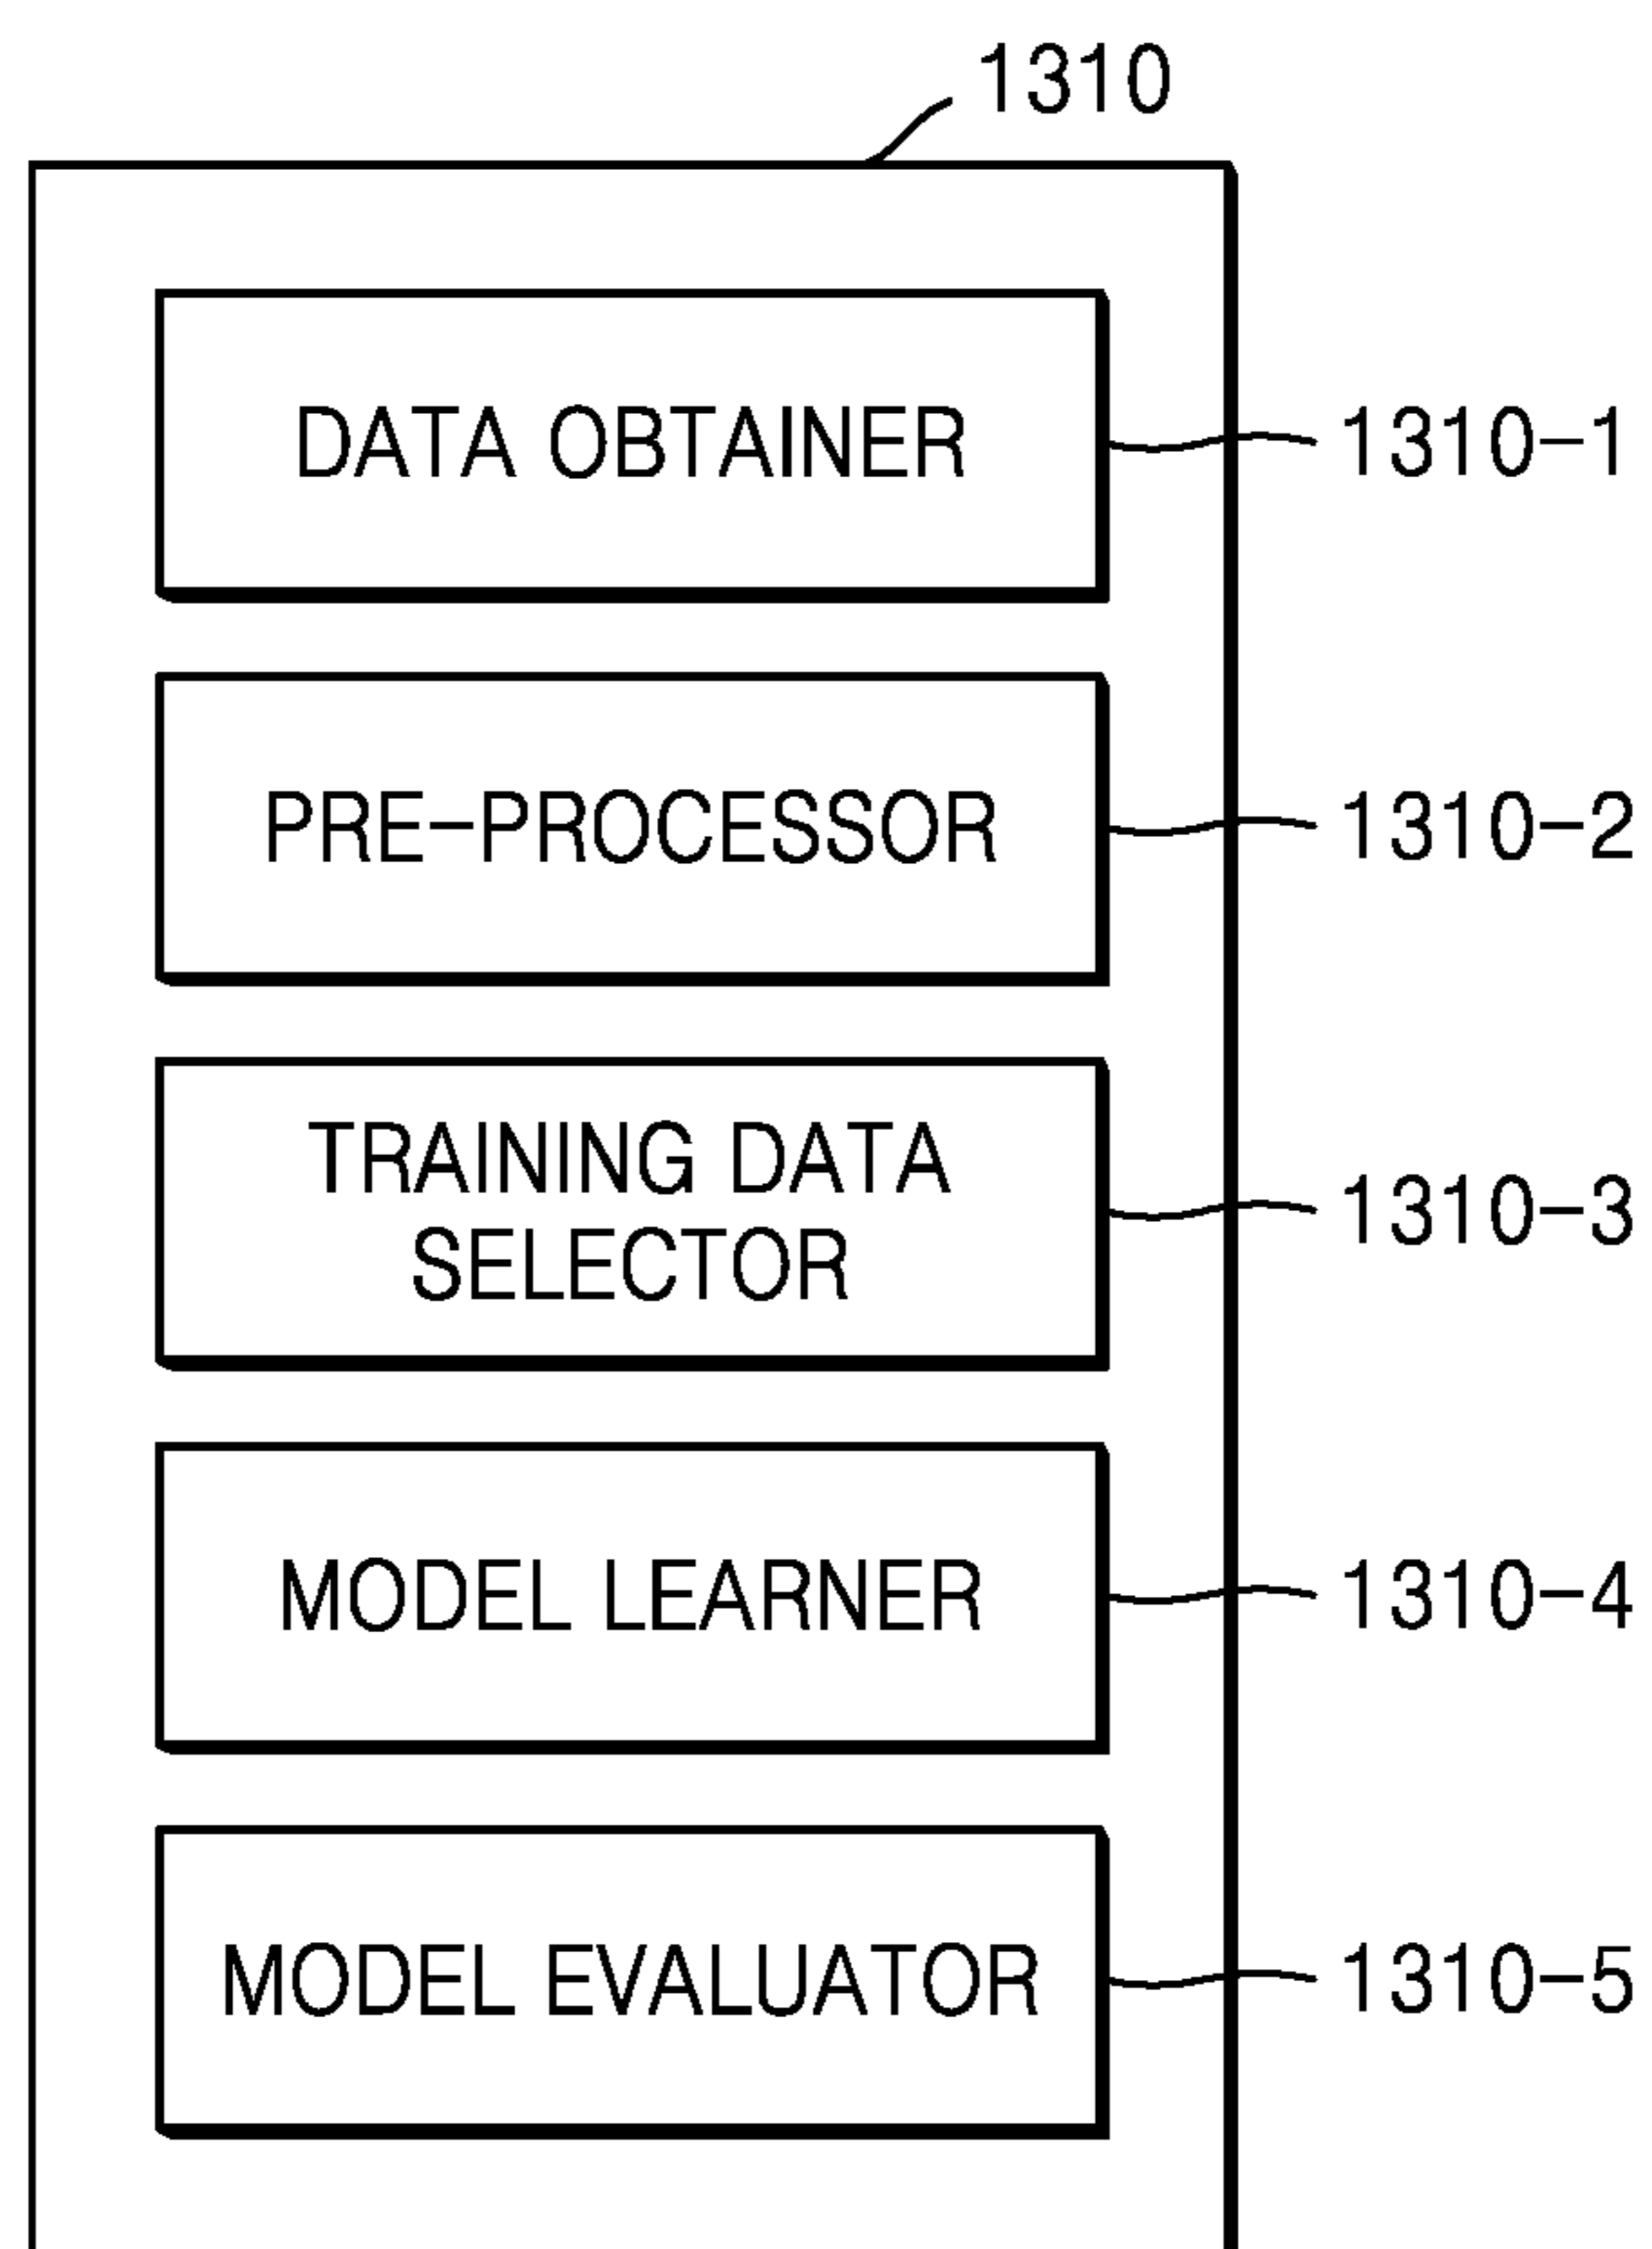 1310
DATA OBTAINER
1310-1
PRE-PROCESSOR
1310-2
TRAINING DATA
SELECTOR
1310-3
MODEL LEARNER
1310-4
MODEL EVALUATOR
1310-5